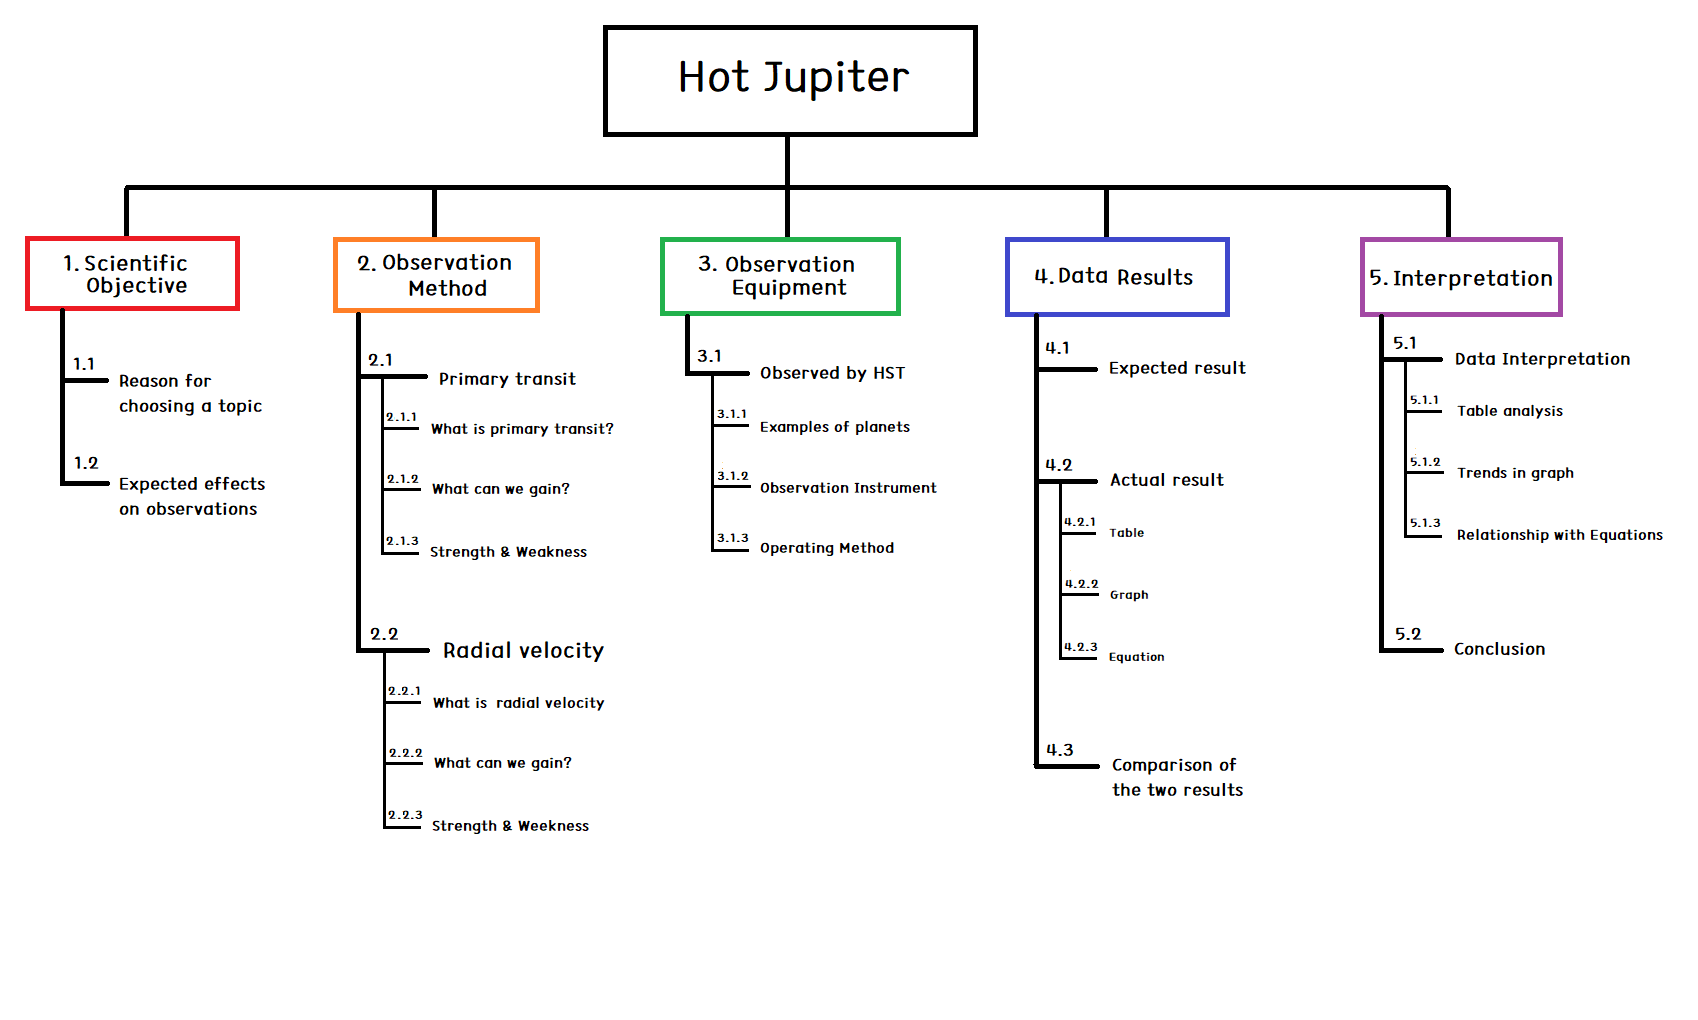 Hot Jupiter
1. Scientific
Objective
1.1
Reason for
choosing a topic
1.2
Expected effects
on observations
2. Observation
Method
2.1
Primary transit
2.1.1
What is primary transit?
2.1.2
What can we gain?
2.1.3
Strength & Weakness
2.2
Radial velocity
2.2.1
What is radial velocity
2.2.2
What can we gain?
2.2.3
Strength & Weekness
3. Observation
Equipment
3.1
Observed by HST
3.1.1
Examples of planets
3.1.2
Observation Instrument
3.1.3
Operating Method
4. Data Results
4.1
Expected result
4.2
Actual result
4.2.1
Table
4.2.2
Graph
4.2.3
Equation
4.3
Comparison of
the two results
5. Interpretation
5.1
Data Interpretation
5.1.1
Table analysis
5.1.2
Trends in graph
5.1.3
Relationship with Equations
5.2
Conclusion